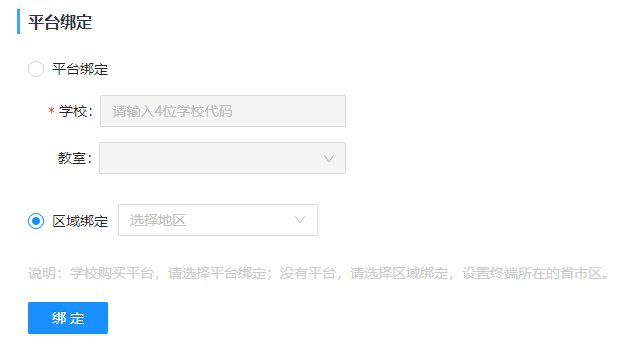 平台绑定
平台绑定
* 学校: 请输入4位学校代码
教室:
区域绑定 选择地区
说明：学校购买平台，请选择平台绑定；没有平台，请选择区域绑定，设置终端所在的省市区。
绑 定